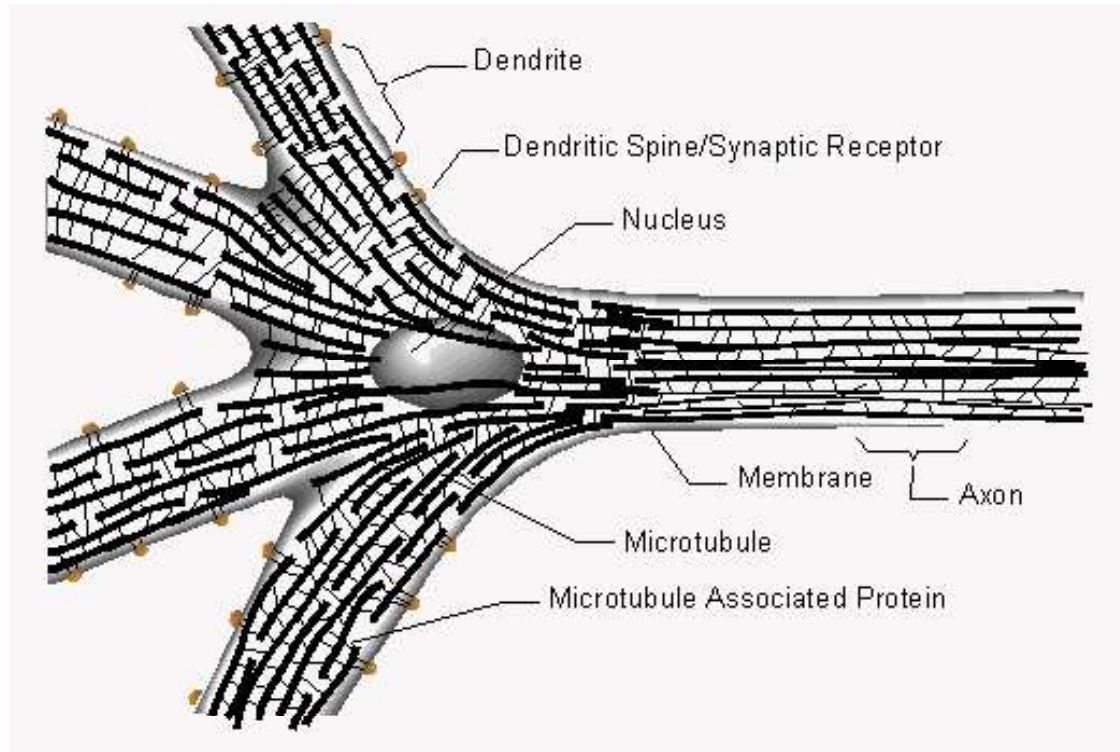 Dendrite
Dendritic Spine/Synaptic Receptor
Nucleus
Membrane
Axon
Microtubule
Microtubule Associated Protein